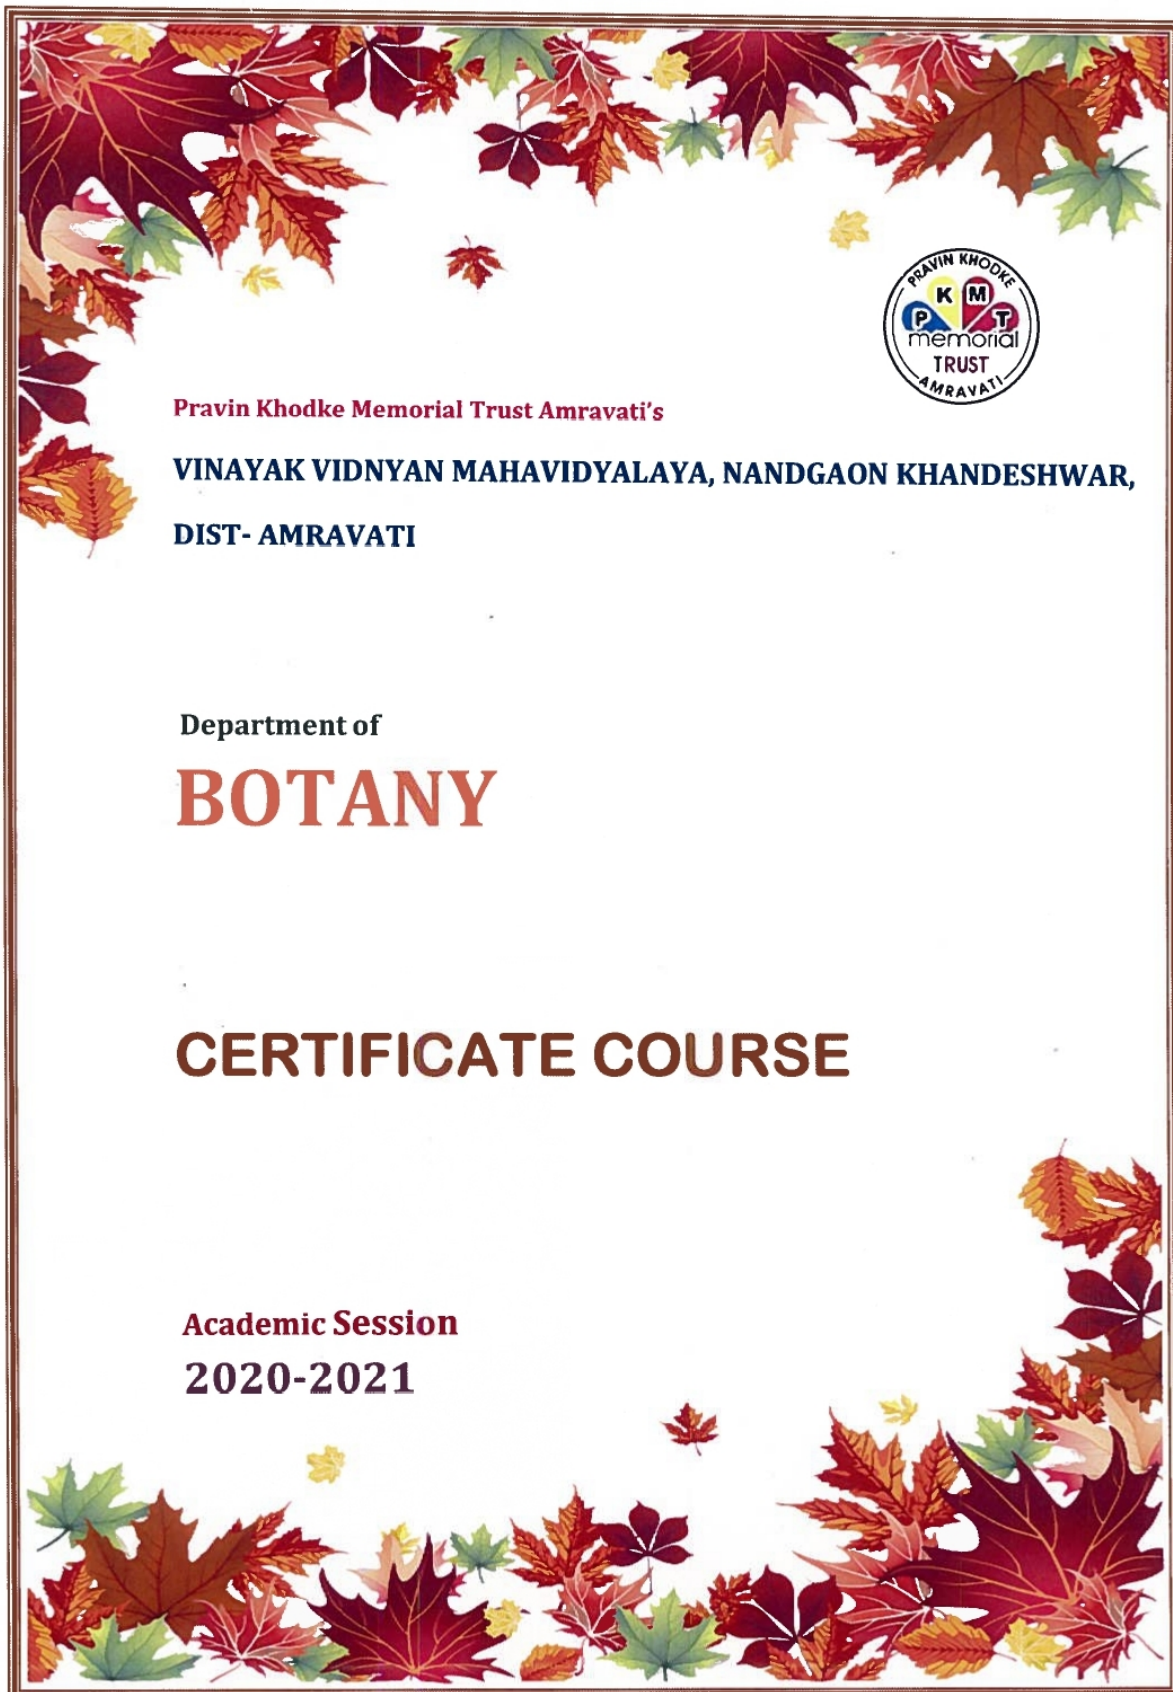 PRAVIN KHODKE
K M
P T
memorial
TRUST
AMRAVATI
Pravin Khodke Memorial Trust Amravati's
VINAYAK VIDNYAN MAHAVIDYALAYA, NANDGAON KHANDESHWAR,
DIST- AMRAVATI
Department of
BOTANY
CERTIFICATE COURSE
Academic Session
2020-2021